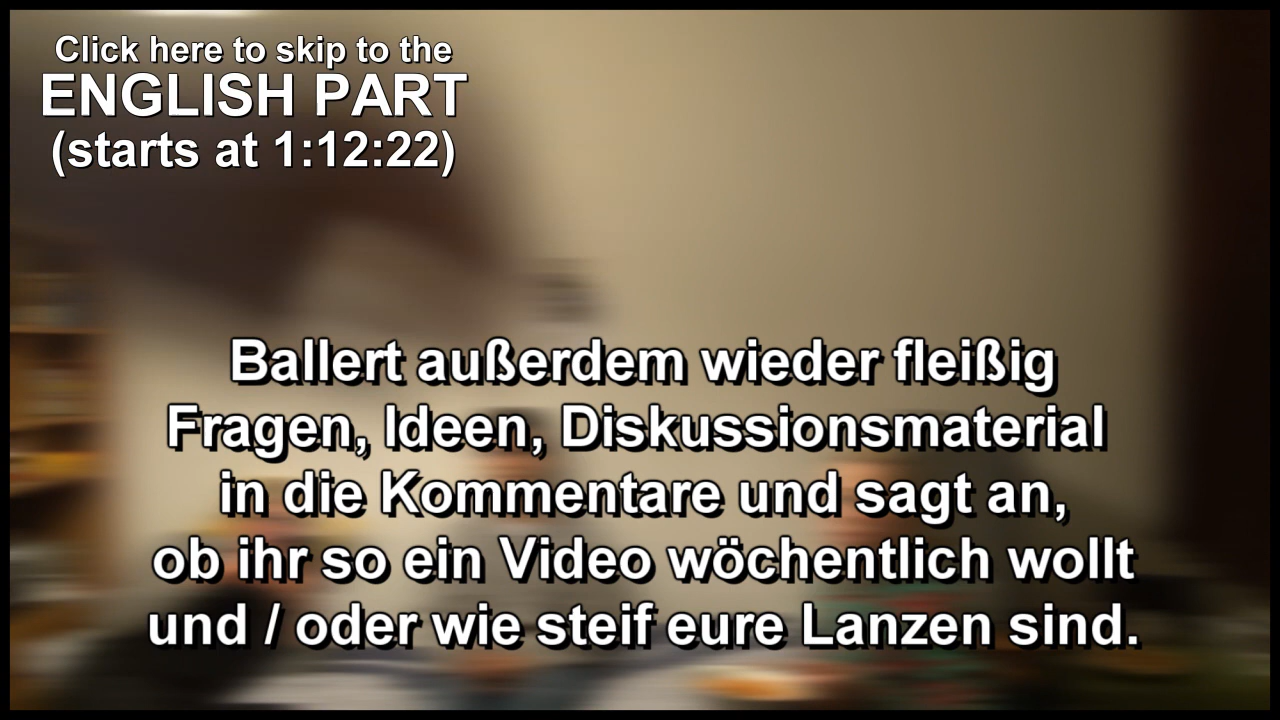 Click here to skip to the
ENGLISH PART
(starts at 1:12:22)
Ballert außerdem wieder fleißig
Fragen, Ideen, Diskussionsmaterial
in die Kommentare und sagt an,
ob ihr so ein Video wöchentlich wollt
und / oder wie steif eure Lanzen sind.